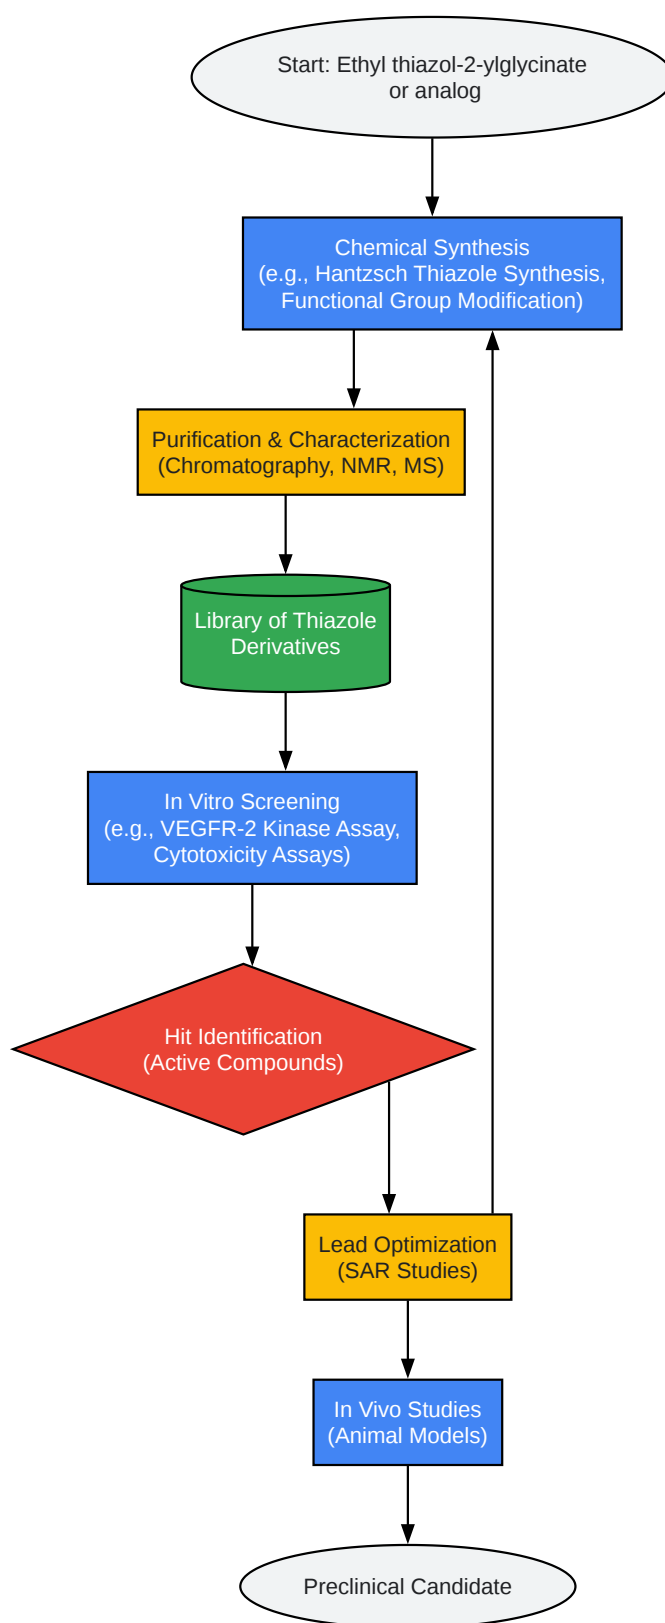 Start: Ethyl thiazol-2-ylglycinate
or analog
Chemical Synthesis
(e.g., Hantzsch Thiazole Synthesis,
Functional Group Modification)
Purification & Characterization
(Chromatography, NMR, MS)
Library of Thiazole
Derivatives
In Vitro Screening
(e.g., VEGFR-2 Kinase Assay,
Cytotoxicity Assays)
Hit Identification
(Active Compounds)
Lead Optimization
(SAR Studies)
In Vivo Studies
(Animal Models)
Preclinical Candidate